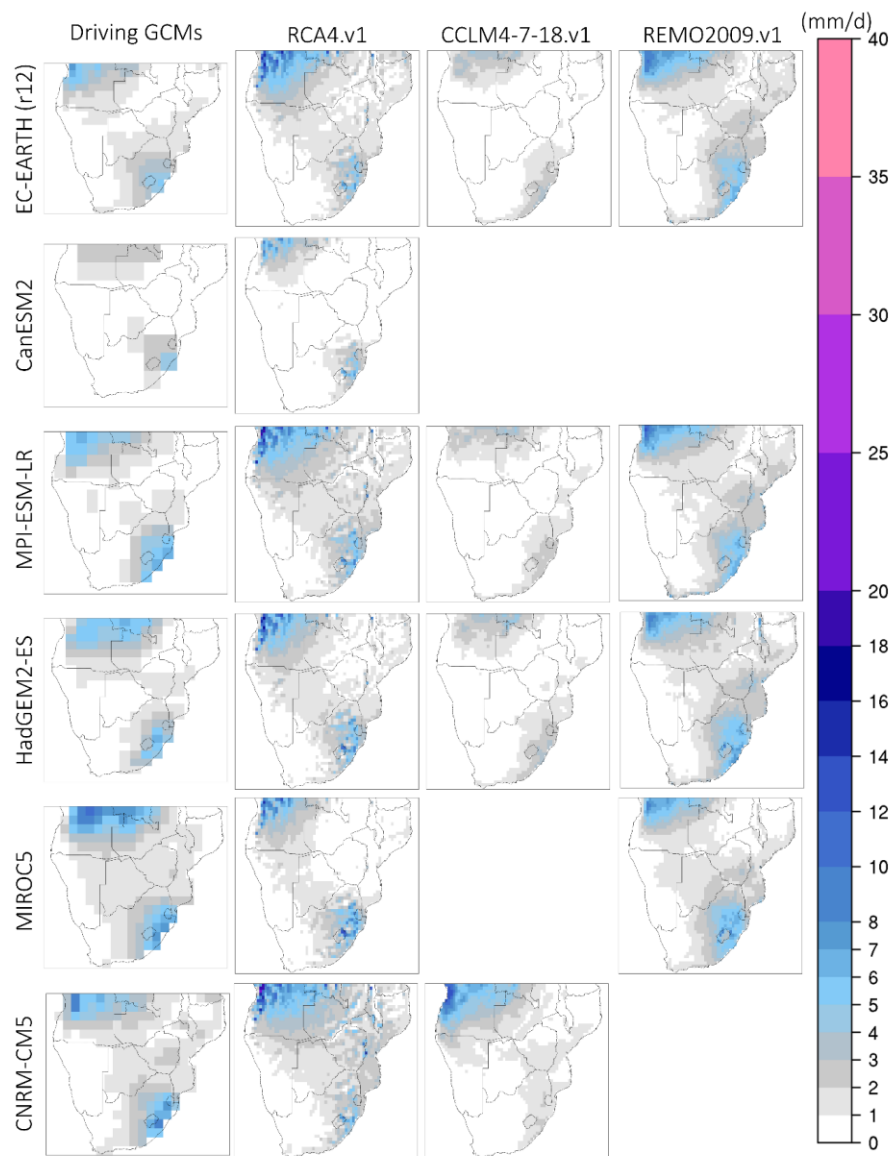 Driving GCMs RCA4.v1 CCLM4-7-18.v1 REMO2009.v1 (mm/d)
EC-EARTH (r12)
CanESM2
MPI-ESM-LR
HadGEM2-ES
MIROC5
CNRM-CM5
40
35
30
25
20
18
16
14
12
10
8
7
6
5
4
3
2
1
0